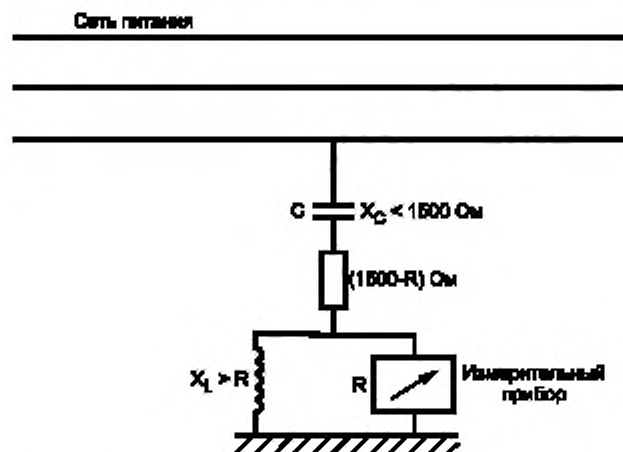 Сеть питания
C X_C < 1500 Ом
(1500-R) Ом
X_L > R
R
Измерительный
прибор